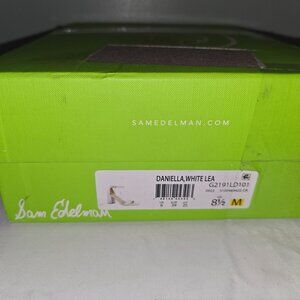 SAMEDELMAN.COM
DANIELLA,WHITE LEA
G2191LD101
8½ M
Sam Edelman